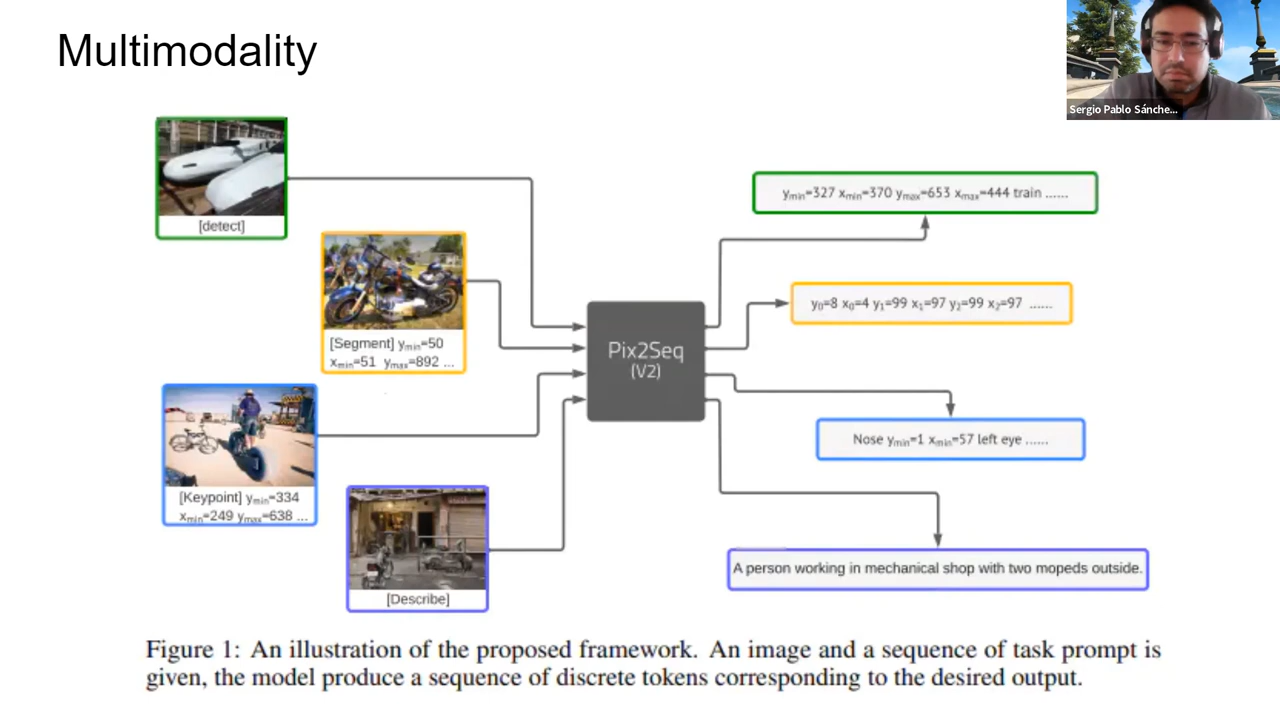 Multimodality
Sergio Pablo Sánche...
[detect]
[Segment] ymin=50
xmin=51 ymax=892 ...
[Keypoint] ymin=334
xmin=249 ymax=638 ...
[Describe]
Pix2Seq
(V2)
ymin=327 xmin=370 ymax=653 xmax=444 train ......
y0=8 x0=4 y1=99 x1=97 y2=99 x2=97 ......
Nose ymin=1 xmin=57 left eye ......
A person working in mechanical shop with two mopeds outside.
Figure 1: An illustration of the proposed framework. An image and a sequence of task prompt is
given, the model produce a sequence of discrete tokens corresponding to the desired output.